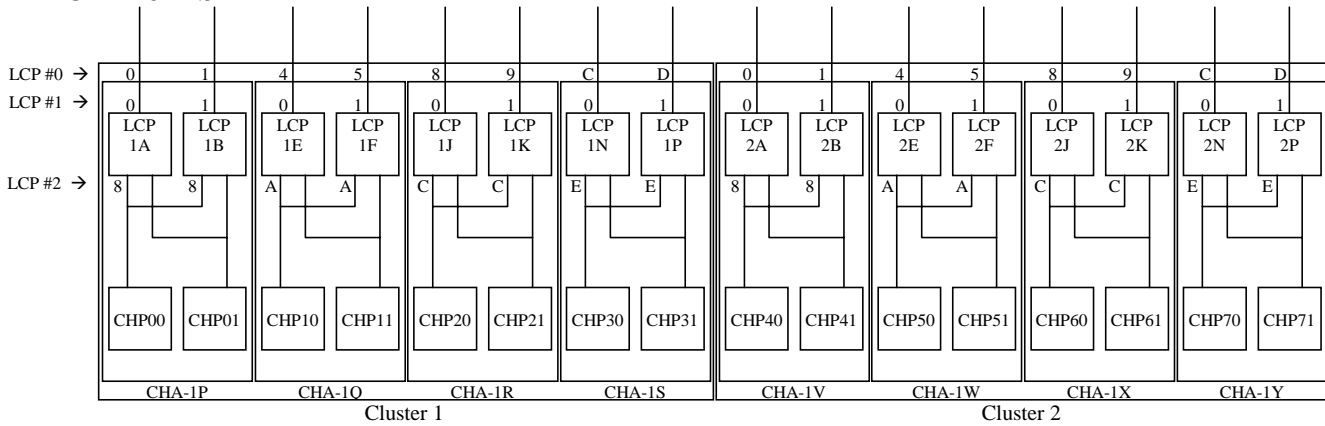 LCP #0 → 0 1 4 5 8 9 C D 0 1 4 5 8 9 C D
LCP #1 → 0 1 0 1 0 1 0 1 0 1 0 1 0 1 0 1
LCP LCP LCP LCP LCP LCP LCP LCP LCP LCP LCP LCP LCP LCP LCP LCP
1A 1B 1E 1F 1J 1K 1N 1P 2A 2B 2E 2F 2J 2K 2N 2P
LCP #2 → 8 8 A A C C E E 8 8 A A C C E E
CHP00 CHP01 CHP10 CHP11 CHP20 CHP21 CHP30 CHP31 CHP40 CHP41 CHP50 CHP51 CHP60 CHP61 CHP70 CHP71
CHA-1P CHA-1Q CHA-1R CHA-1S CHA-1V CHA-1W CHA-1X CHA-1Y
Cluster 1 Cluster 2